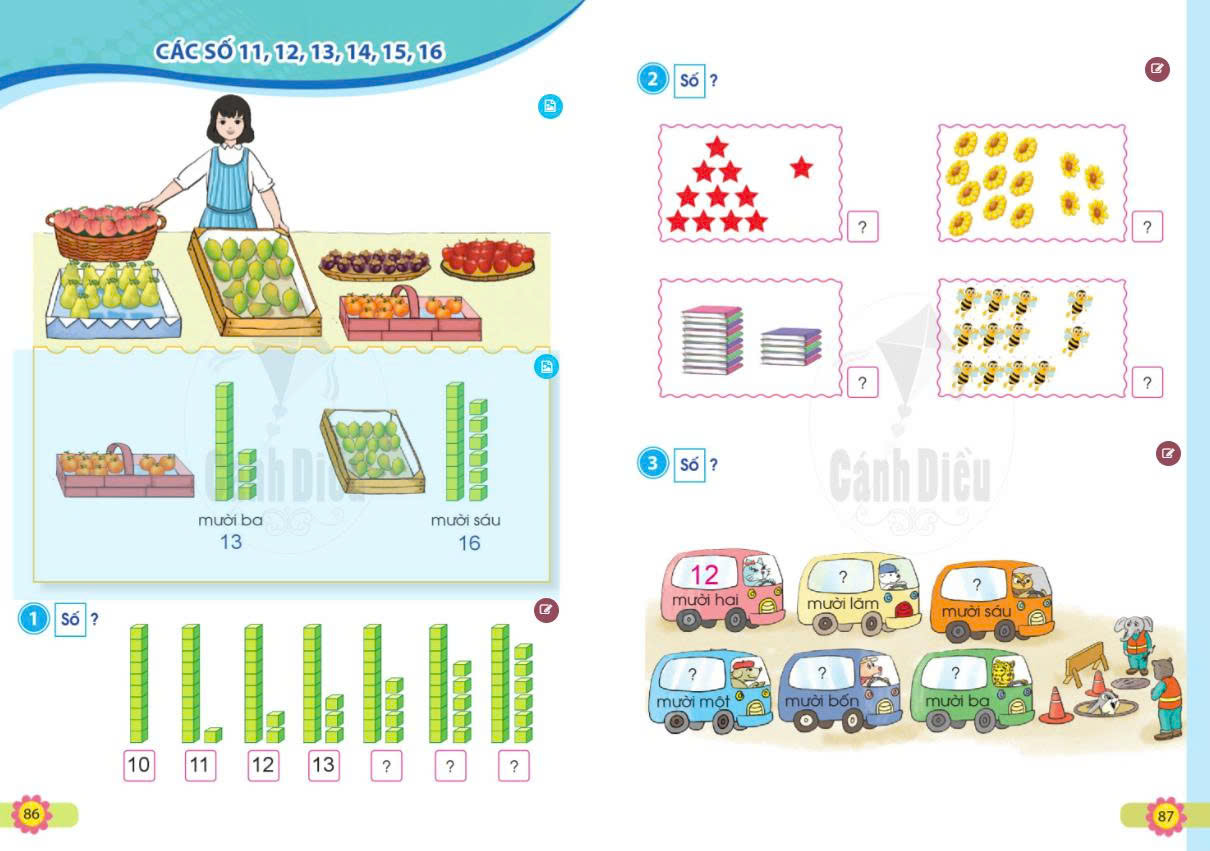 CÁC SỐ 11, 12, 13, 14, 15, 16
Cánh Diều
mười ba
13
mười sáu
16
1 Số ?
10 11 12 13 ? ? ?
86
2 Số ?
?
?
?
?
3 Số ?
Cánh Diều
12
mười hai
?
mười lăm
?
mười sáu
?
mười một
?
mười bốn
?
mười ba
87